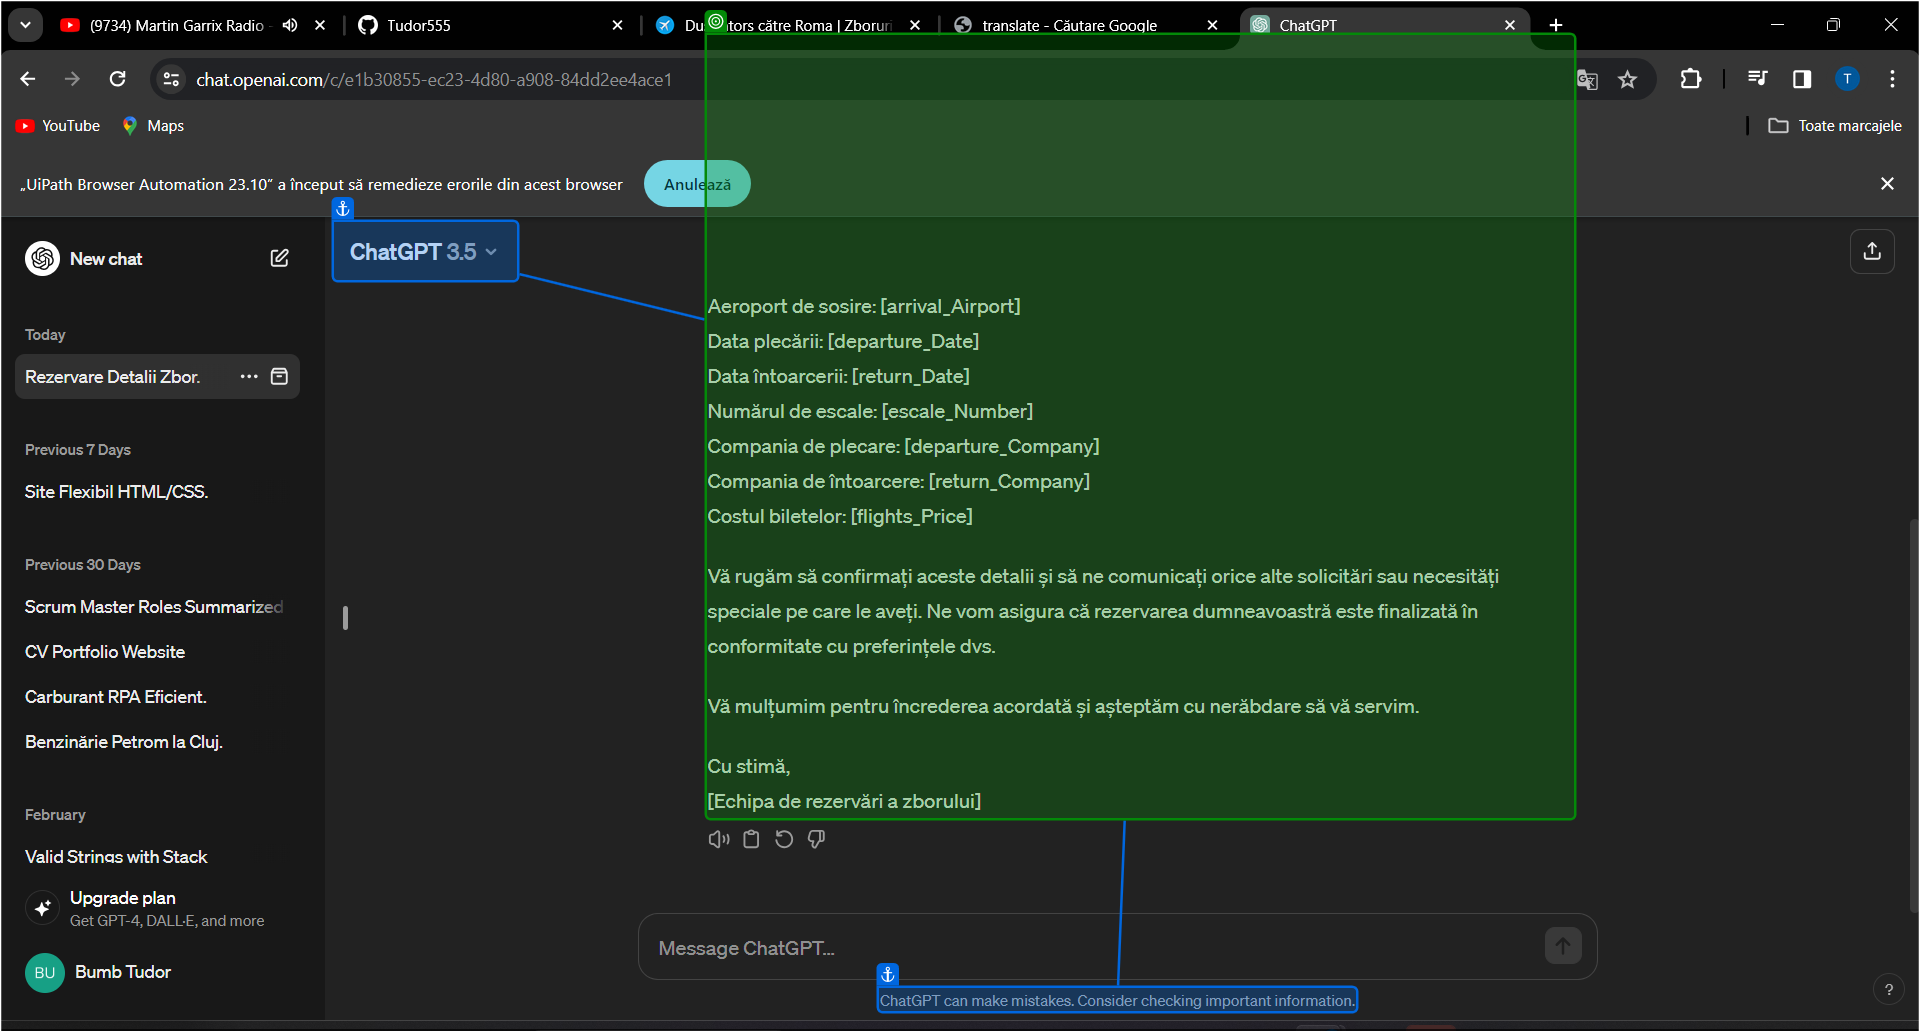 (9734) Martin Garrix Radio
Tudor555
tors către Roma | Zboruri
translate - Căutare Google
ChatGPT
chat.openai.com/c/e1b30855-ec23-4d80-a908-84dd2ee4ace1
T
YouTube
Maps
Toate marcajele
„UiPath Browser Automation 23.10” a început să remedieze erorile din acest browser
Anulează
New chat
ChatGPT 3.5
Today
Rezervare Detalii Zbor.
Previous 7 Days
Site Flexibil HTML/CSS.
Previous 30 Days
Scrum Master Roles Summarized
CV Portfolio Website
Carburant RPA Eficient.
Benzinărie Petrom la Cluj.
February
Valid Strings with Stack
Upgrade plan
Get GPT-4, DALL·E, and more
BU
Bumb Tudor
Aeroport de sosire: [arrival_Airport]
Data plecării: [departure_Date]
Data întoarcerii: [return_Date]
Numărul de escale: [escale_Number]
Compania de plecare: [departure_Company]
Compania de întoarcere: [return_Company]
Costul biletelor: [flights_Price]
Vă rugăm să confirmați aceste detalii și să ne comunicați orice alte solicitări sau necesități
speciale pe care le aveți. Ne vom asigura că rezervarea dumneavoastră este finalizată în
conformitate cu preferințele dvs.
Vă mulțumim pentru încrederea acordată și așteptăm cu nerăbdare să vă servim.
Cu stimă,
[Echipa de rezervări a zborului]
Message ChatGPT...
ChatGPT can make mistakes. Consider checking important information.
?